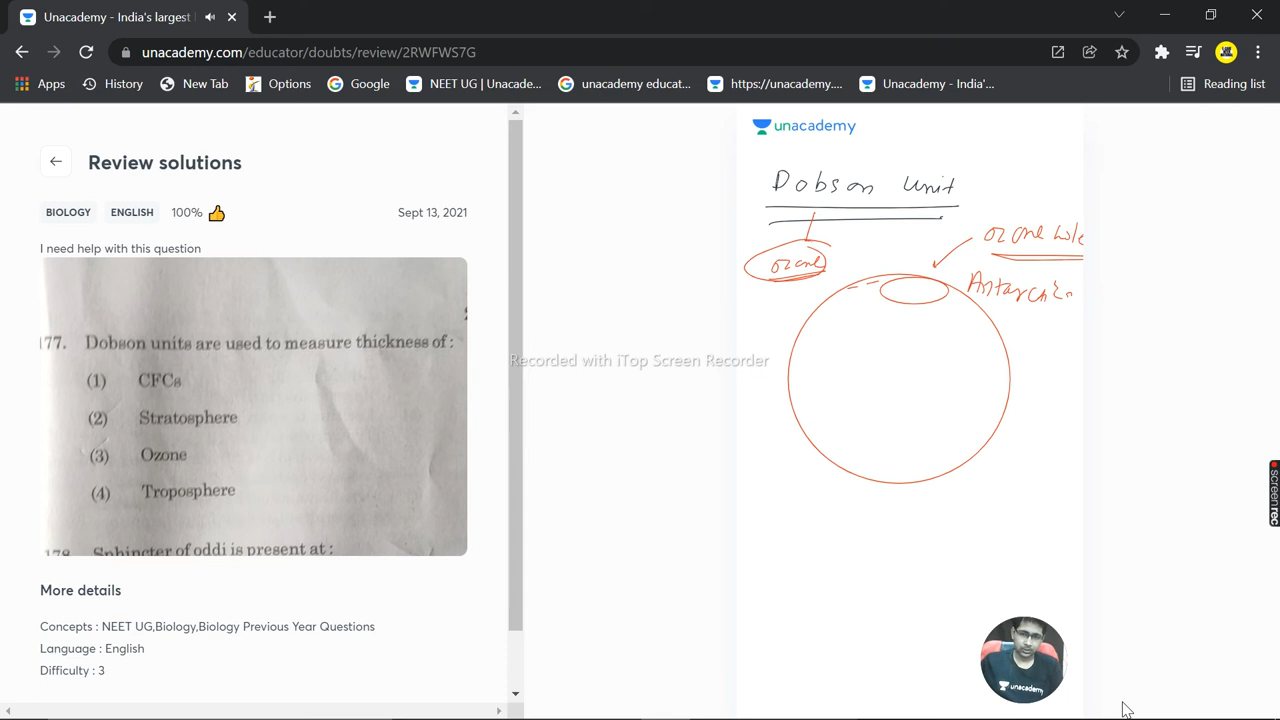 Unacademy - India's largest l
unacademy.com/educator/doubts/review/2RWFWS7G
Apps
History
New Tab
Options
Google
NEET UG | Unacade...
unacademy educat...
https://unacademy....
Unacademy - India'...
Reading list
Review solutions
BIOLOGY
ENGLISH
100%
Sept 13, 2021
I need help with this question
177. Dobson units are used to measure thickness of :
(1) CFCs
(2) Stratosphere
(3) Ozone
(4) Troposphere
178. Sphincter of oddi is present at :
More details
Concepts : NEET UG,Biology,Biology Previous Year Questions
Language : English
Difficulty : 3
unacademy
Dobson Unit
ozone hole
ozone
Recorded with iTop Screen Recorder
unacademy
screenrec